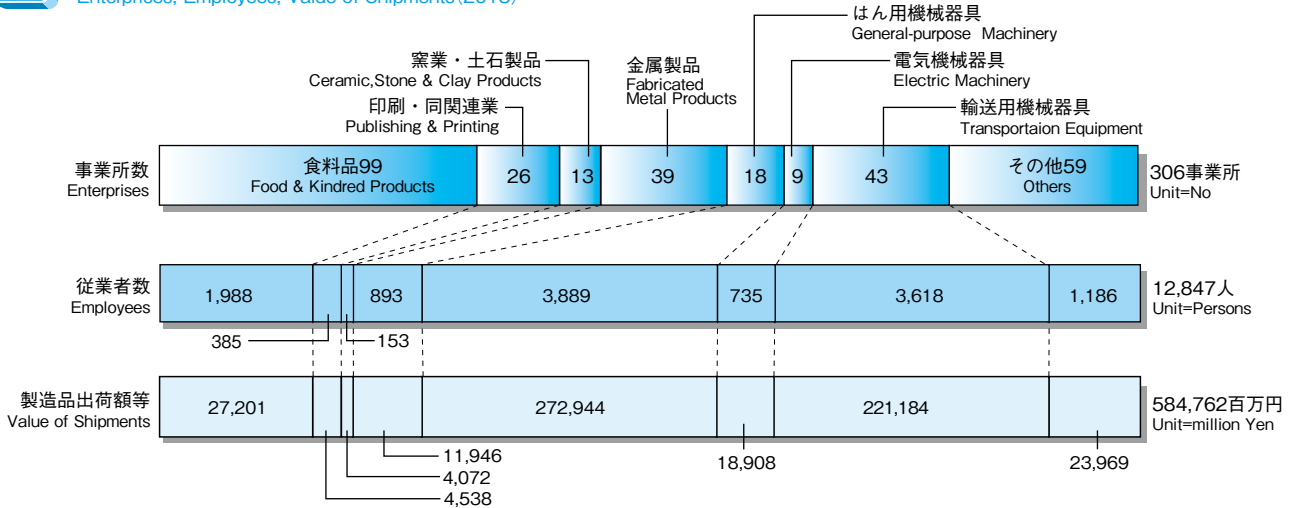 Enterprises, Employees, Value of Shipments(2013)
はん用機械器具
General-purpose Machinery
窯業・土石製品
Ceramic,Stone & Clay Products
金属製品
Fabricated
Metal Products
電気機械器具
Electric Machinery
印刷・同関連業
Publishing & Printing
輸送用機械器具
Transportaion Equipment
事業所数
Enterprises
食料品99
Food & Kindred Products
26
13
39
18
9
43
その他59
Others
306事業所
Unit=No
従業者数
Employees
1,988
893
3,889
735
3,618
1,186
12,847人
Unit=Persons
385
153
製造品出荷額等
Value of Shipments
27,201
272,944
221,184
584,762百万円
Unit=million Yen
11,946
18,908
23,969
4,072
4,538